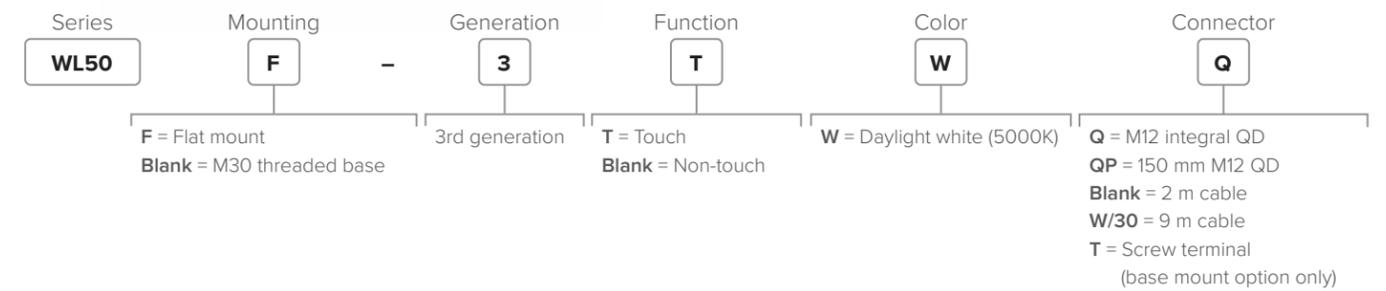 Series Mounting Generation Function Color Connector
WL50 F – 3 T W Q
F = Flat mount
Blank = M30 threaded base
3rd generation
T = Touch
Blank = Non-touch
W = Daylight white (5000K)
Q = M12 integral QD
QP = 150 mm M12 QD
Blank = 2 m cable
W/30 = 9 m cable
T = Screw terminal
(base mount option only)